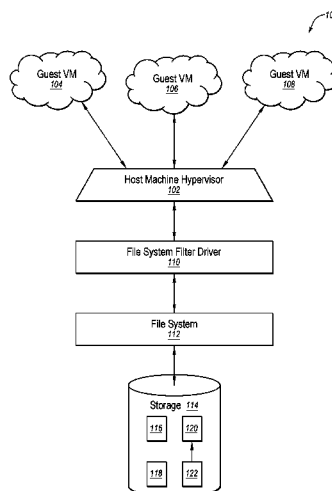 Guest VM
104
Guest VM
106
Guest VM
108
Host Machine Hypervisor
102
File System Filter Driver
110
File System
112
Storage 114
116
120
118
122